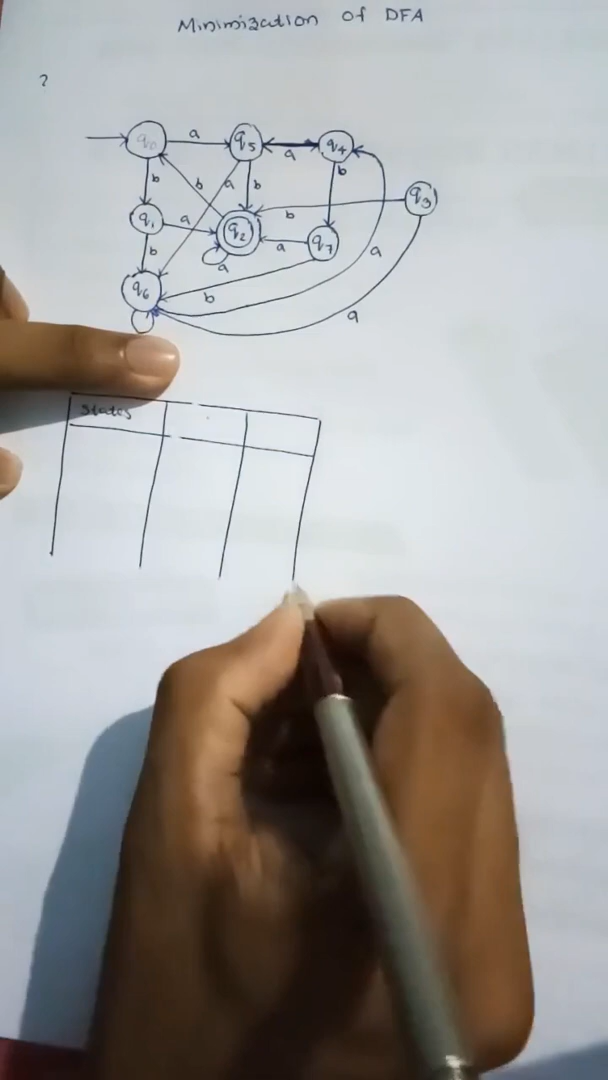 Minimization of DFA
?
q0 a q5 a q4
b b a b b q3
b
q1 a q2 a q7
b a a
q6 b
a
States